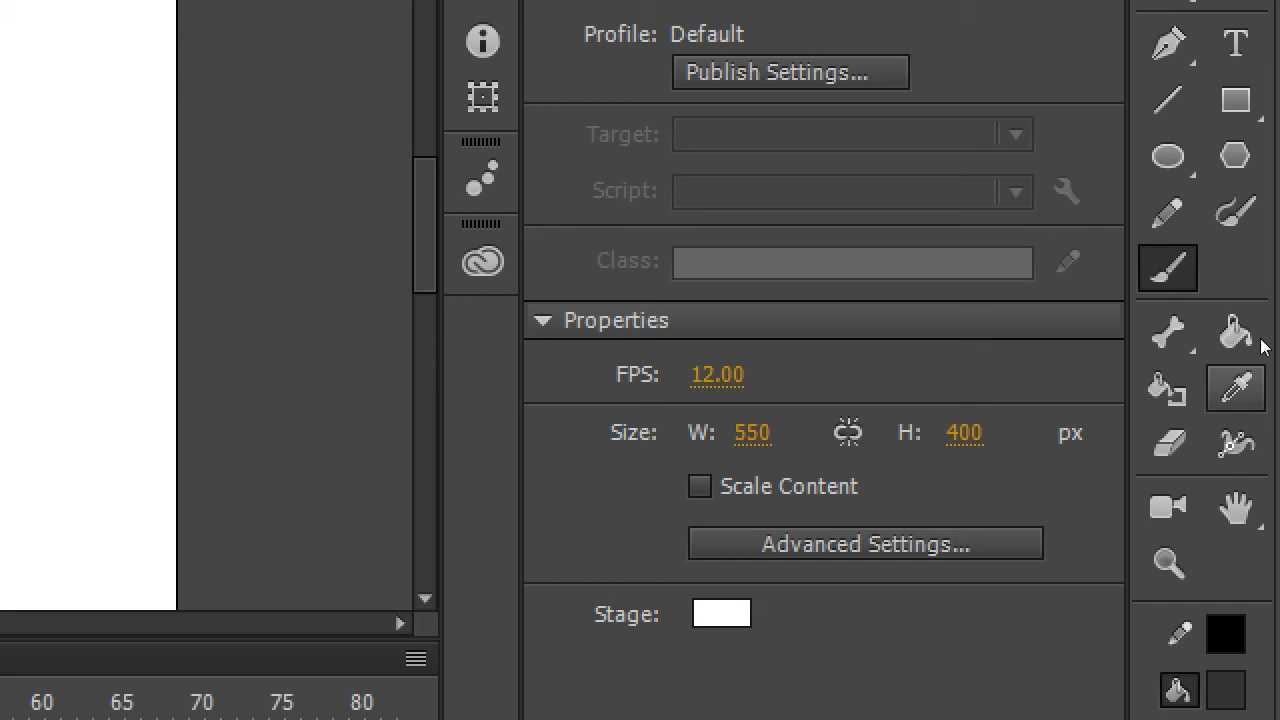 Profile: Default
Publish Settings...
Target:
Script:
Class:
Properties
FPS: 12.00
Size: W: 550 H: 400 px
Scale Content
Advanced Settings...
Stage:
60 65 70 75 80